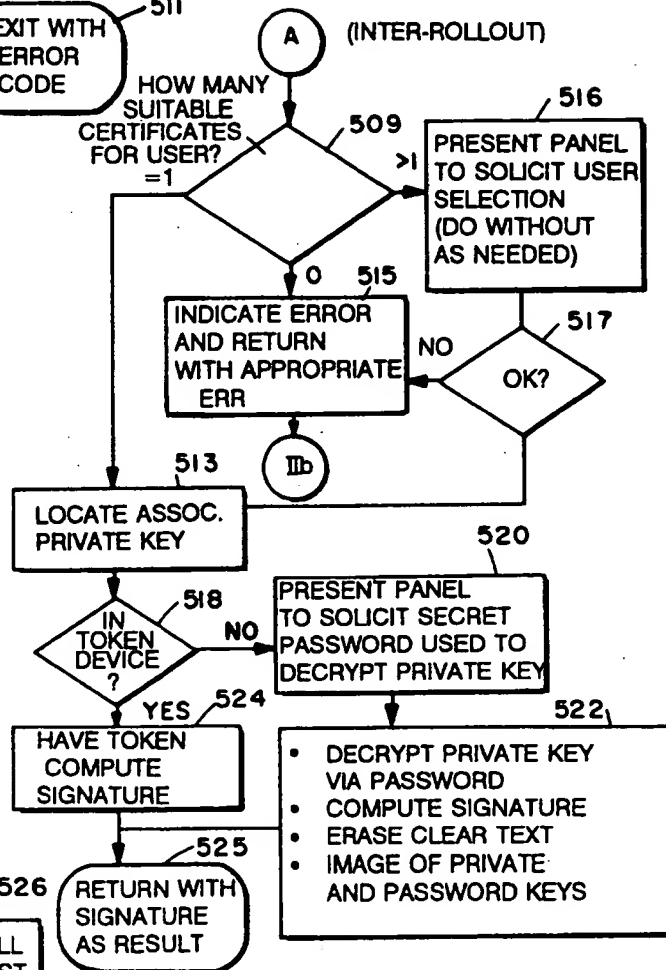 511
EXIT WITH
ERROR
CODE
A
(INTER-ROLLOUT)
HOW MANY
SUITABLE
CERTIFICATES
FOR USER?
=1
509
>1
516
PRESENT PANEL
TO SOLICIT USER
SELECTION
(DO WITHOUT
AS NEEDED)
0
515
INDICATE ERROR
AND RETURN
WITH APPROPRIATE
ERR
NO
517
OK?
IIIb
513
LOCATE ASSOC.
PRIVATE KEY
518
IN
TOKEN
DEVICE
?
NO
520
PRESENT PANEL
TO SOLICIT SECRET
PASSWORD USED TO
DECRYPT PRIVATE KEY
YES
524
HAVE TOKEN
COMPUTE
SIGNATURE
522
• DECRYPT PRIVATE KEY
VIA PASSWORD
• COMPUTE SIGNATURE
• ERASE CLEAR TEXT
• IMAGE OF PRIVATE
AND PASSWORD KEYS
525
RETURN WITH
SIGNATURE
AS RESULT
526